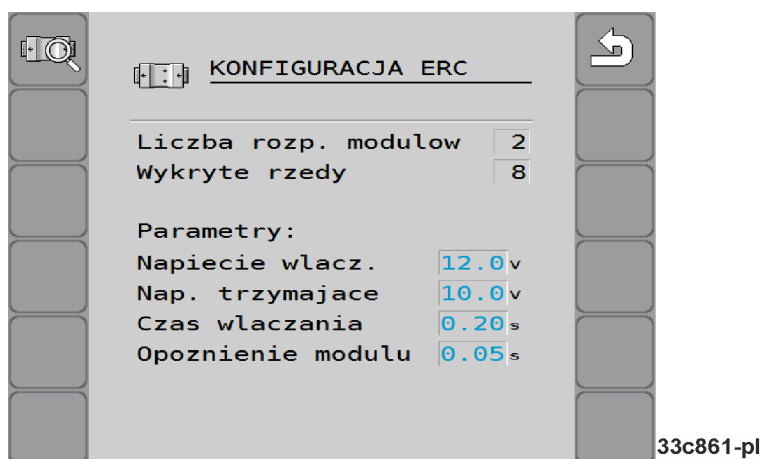 KONFIGURACJA ERC
Liczba rozp. modulow 2
Wykryte rzedy 8
Parametry:
Napiecie wlacz. 12.0 v
Nap. trzymajace 10.0 v
Czas wlaczania 0.20 s
Opoznienie modulu 0.05 s
33c861-pl